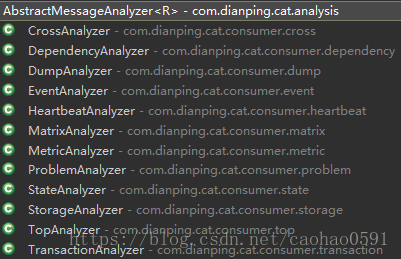 AbstractMessageAnalyzer<R> - com.dianping.cat.analysis
CrossAnalyzer - com.dianping.cat.consumer.cross
DependencyAnalyzer - com.dianping.cat.consumer.dependency
DumpAnalyzer - com.dianping.cat.consumer.dump
EventAnalyzer - com.dianping.cat.consumer.event
HeartbeatAnalyzer - com.dianping.cat.consumer.heartbeat
MatrixAnalyzer - com.dianping.cat.consumer.matrix
MetricAnalyzer - com.dianping.cat.consumer.metric
ProblemAnalyzer - com.dianping.cat.consumer.problem
StateAnalyzer - com.dianping.cat.consumer.state
StorageAnalyzer - com.dianping.cat.consumer.storage
TopAnalyzer - com.dianping.cat.consumer.top
https://blog.csdn.net/caohao0591
TransactionAnalyzer - com.dianping.cat.consumer.transaction